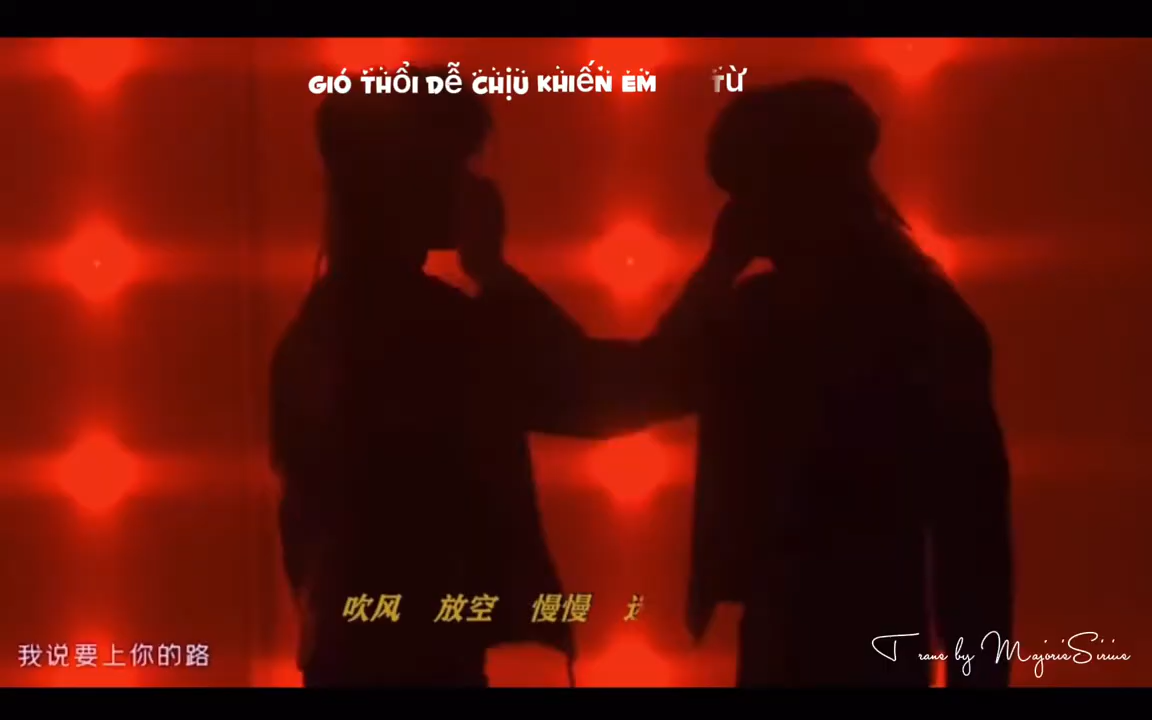 GIÓ THỔI DỄ CHỊU KHIẾN EM TỪ
吹风 放空 慢慢
我说要上你的路
Trans by MajorieSirius